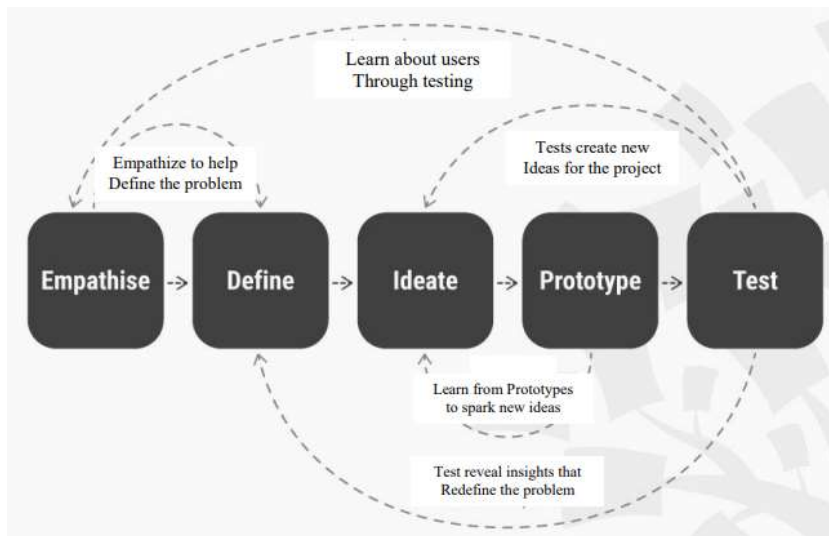 Learn about users
Through testing
Tests create new
Ideas for the project
Empathize to help
Define the problem
Empathise
Define
Ideate
Prototype
Test
Learn from Prototypes
to spark new ideas
Test reveal insights that
Redefine the problem